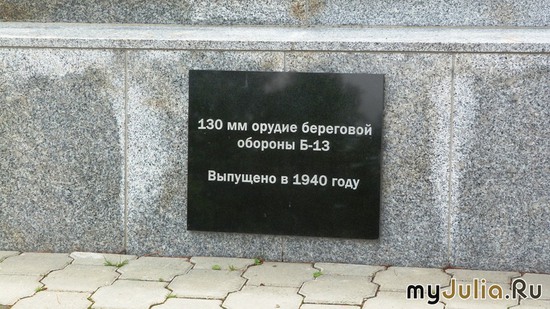 130 мм орудие береговой
обороны Б-13
Выпущено в 1940 году
myJulia.Ru